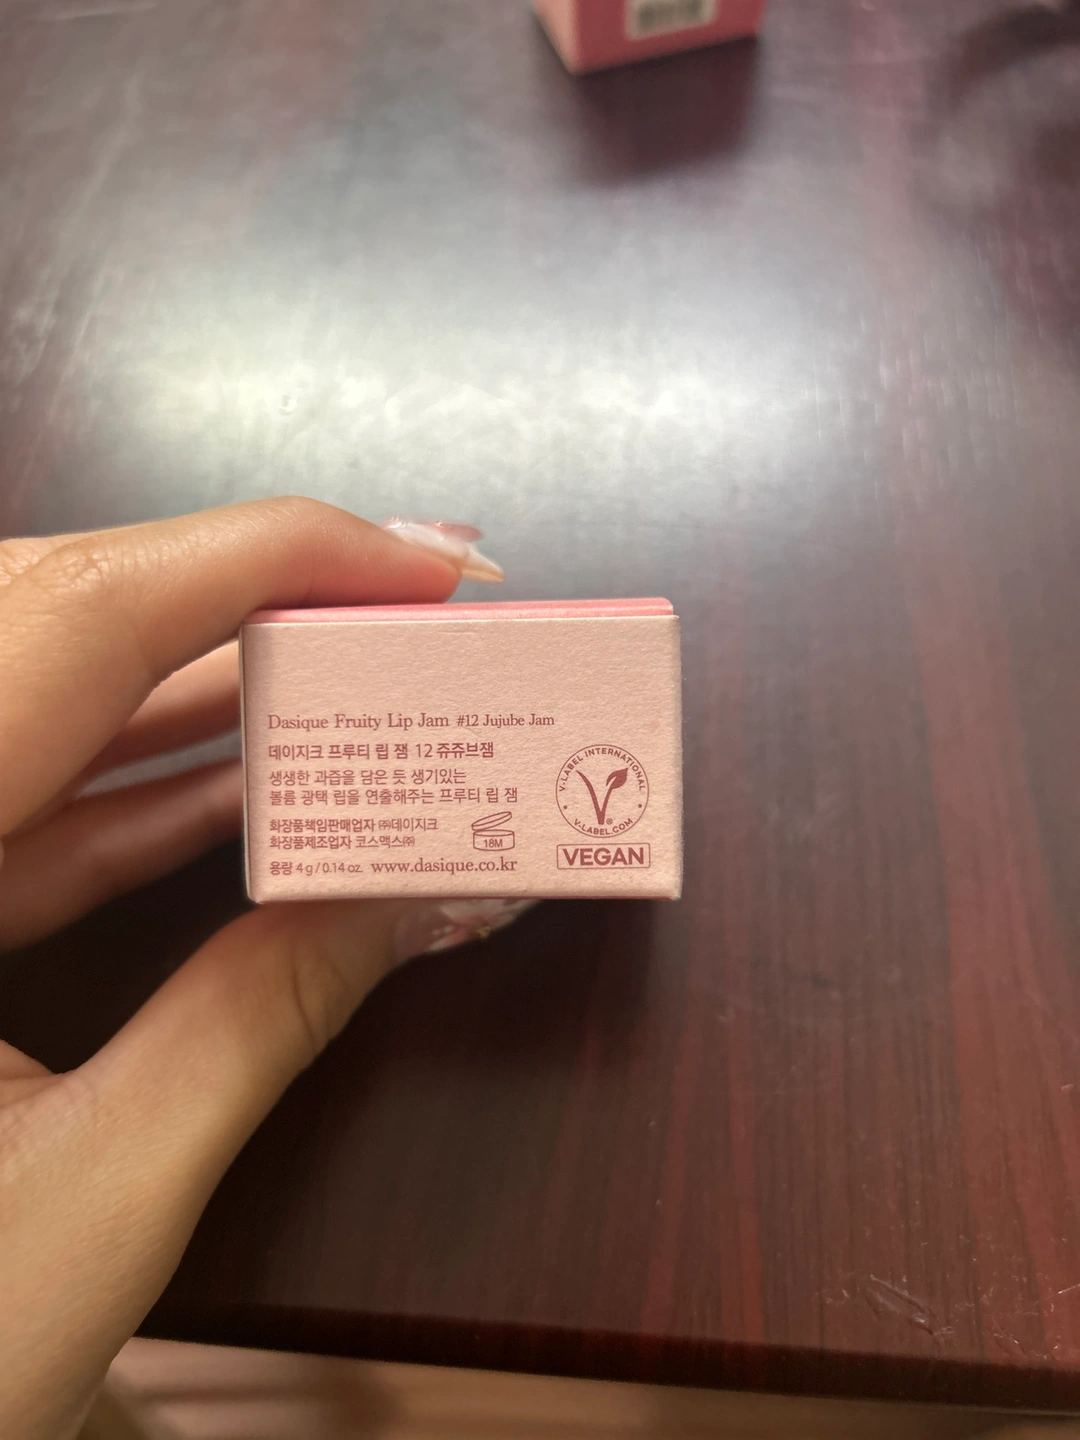 Dasique Fruity Lip Jam #12 Jujube Jam
데이지크 프루티 립 잼 12 쥬쥬브잼
생생한 과즙을 담은 듯 생기있는
볼륨 광택 립을 연출해주는 프루티 립 잼
화장품책임판매업자 ㈜데이지크
화장품제조업자 코스맥스㈜
18M
용량 4 g / 0.14 oz. www.dasique.co.kr
V-LABEL INTERNATIONAL
V-LABEL.COM
VEGAN